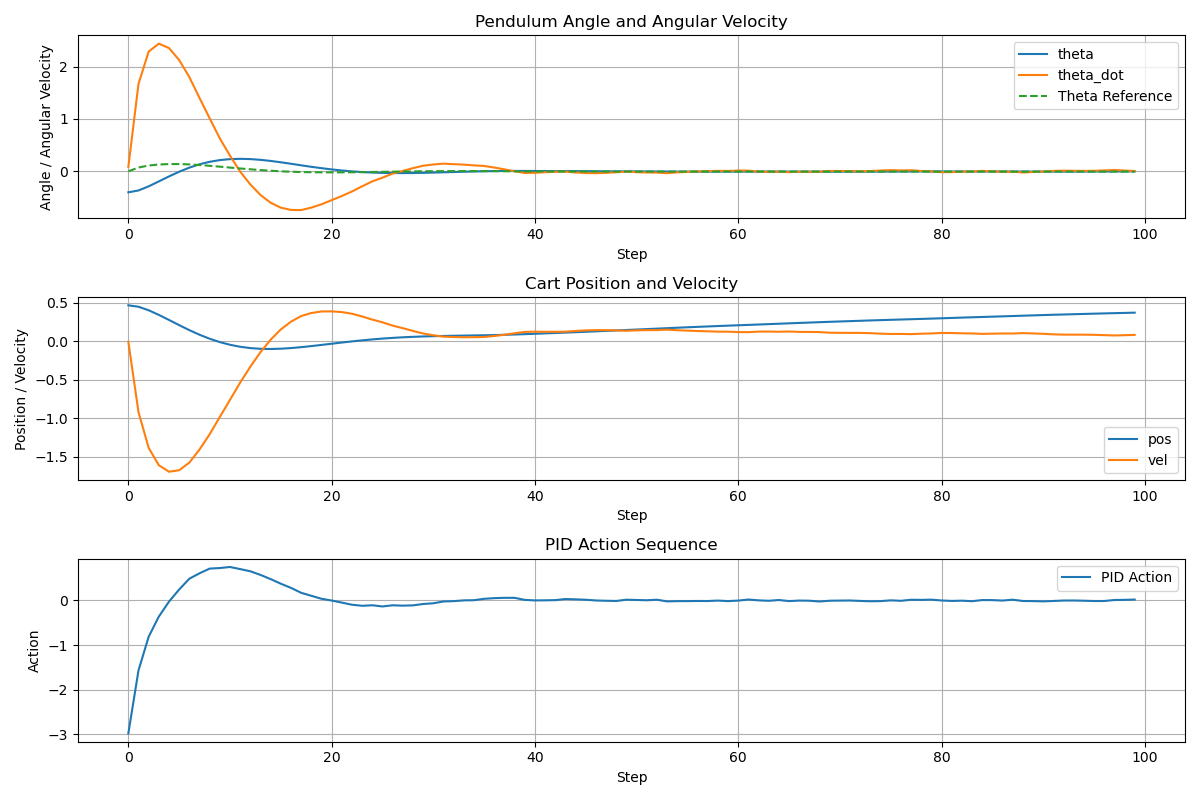 Pendulum Angle and Angular Velocity
Angle / Angular Velocity
2
1
0
theta
theta_dot
Theta Reference
0 20 40 60 80 100
Step
Cart Position and Velocity
Position / Velocity
0.5
0.0
−0.5
−1.0
−1.5
pos
vel
0 20 40 60 80 100
Step
PID Action Sequence
Action
0
−1
−2
−3
PID Action
0 20 40 60 80 100
Step